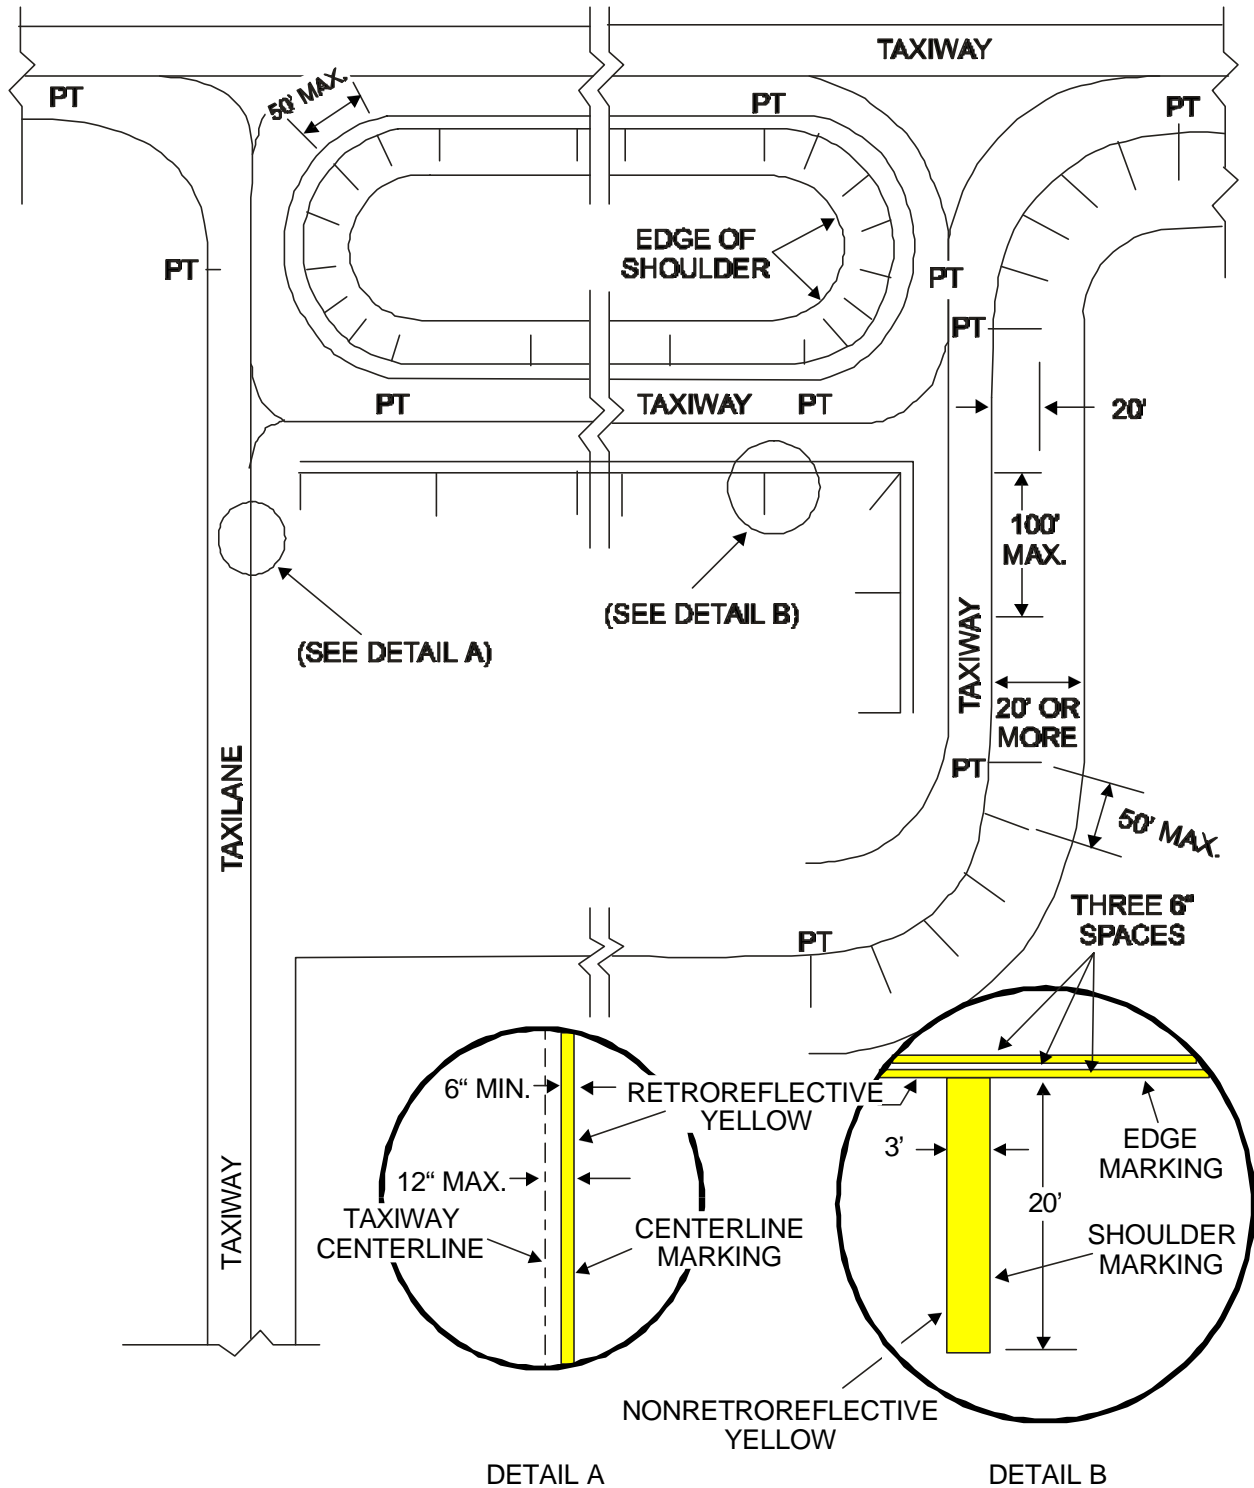 TAXIWAY
PT
50' MAX.
PT
PT
EDGE OF
SHOULDER
PT
PT
PT
PT
TAXIWAY
PT
20'
100'
MAX.
(SEE DETAIL B)
(SEE DETAIL A)
TAXIWAY
20' OR
MORE
PT
TAXILANE
50' MAX.
THREE 6"
SPACES
PT
6" MIN.
RETROREFLECTIVE
YELLOW
3'
EDGE
MARKING
12" MAX.
20'
TAXIWAY
TAXIWAY
CENTERLINE
CENTERLINE
MARKING
SHOULDER
MARKING
NONRETROREFLECTIVE
YELLOW
DETAIL A
DETAIL B